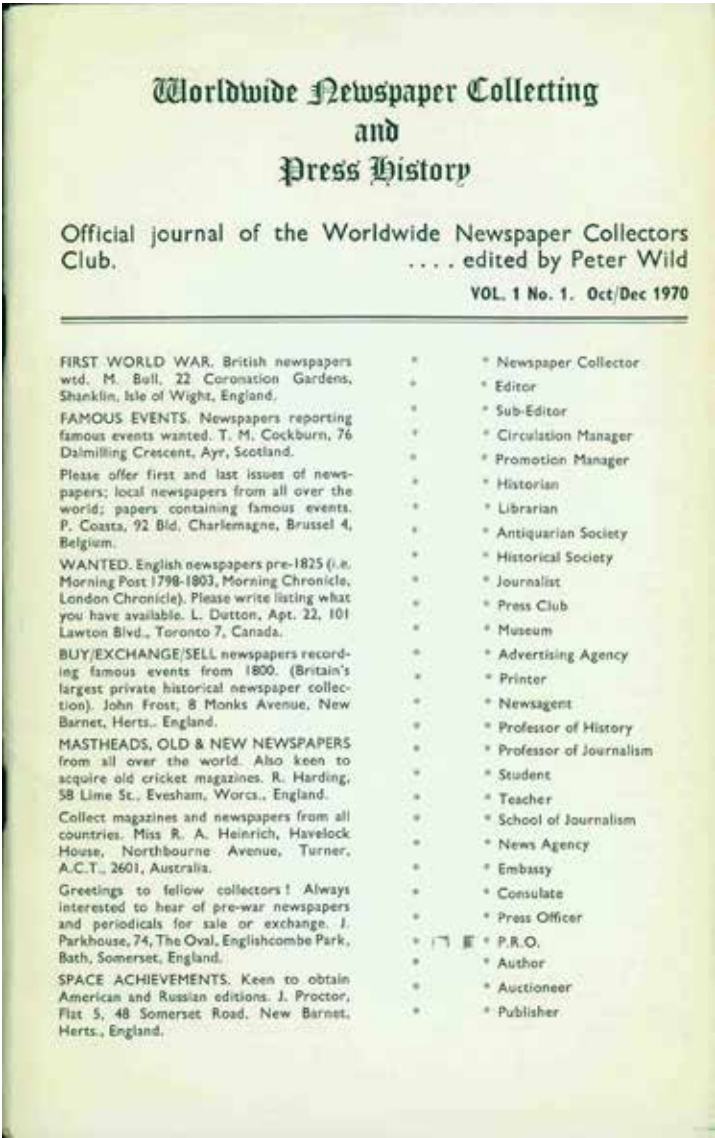 Worldwide Newspaper Collecting
and
Press History
Official journal of the Worldwide Newspaper Collectors
Club. .... edited by Peter Wild
VOL. 1 No. 1. Oct/Dec 1970
FIRST WORLD WAR. British newspapers
wtd. M. Bull, 22 Coronation Gardens,
Shanklin, Isle of Wight, England.
FAMOUS EVENTS. Newspapers reporting
famous events wanted. T. M. Cockburn, 76
Dalmilling Crescent, Ayr, Scotland.
Please offer first and last issues of news-
papers; local newspapers from all over the
world; papers containing famous events.
P. Coasta, 92 Bld. Charlemagne, Brussel 4,
Belgium.
WANTED. English newspapers pre-1825 (i.e.
Morning Post 1798-1803, Morning Chronicle,
London Chronicle). Please write listing what
you have available. L. Dutton, Apt. 22, 101
Lawton Blvd., Toronto 7, Canada.
BUY/EXCHANGE/SELL newspapers record-
ing famous events from 1800. (Britain's
largest private historical newspaper collec-
tion). John Frost, 8 Monks Avenue, New
Barnet, Herts., England.
MASTHEADS, OLD & NEW NEWSPAPERS
from all over the world. Also keen to
acquire old cricket magazines. R. Harding,
58 Lime St., Evesham, Worcs., England.
Collect magazines and newspapers from all
countries. Miss R. A. Heinrich, Havelock
House, Northbourne Avenue, Turner,
A.C.T., 2601, Australia.
Greetings to fellow collectors! Always
interested to hear of pre-war newspapers
and periodicals for sale or exchange. J.
Parkhouse, 74, The Oval, Englishcombe Park,
Bath, Somerset, England.
SPACE ACHIEVEMENTS. Keen to obtain
American and Russian editions. J. Proctor,
Flat 5, 48 Somerset Road, New Barnet,
Herts., England.
* * Newspaper Collector
* * Editor
* * Sub-Editor
* * Circulation Manager
* * Promotion Manager
* * Historian
* * Librarian
* * Antiquarian Society
* * Historical Society
* * Journalist
* * Press Club
* * Museum
* * Advertising Agency
* * Printer
* * Newsagent
* * Professor of History
* * Professor of Journalism
* * Student
* * Teacher
* * School of Journalism
* * News Agency
* * Embassy
* * Consulate
* * Press Officer
* * P.R.O.
* * Author
* * Auctioneer
* * Publisher